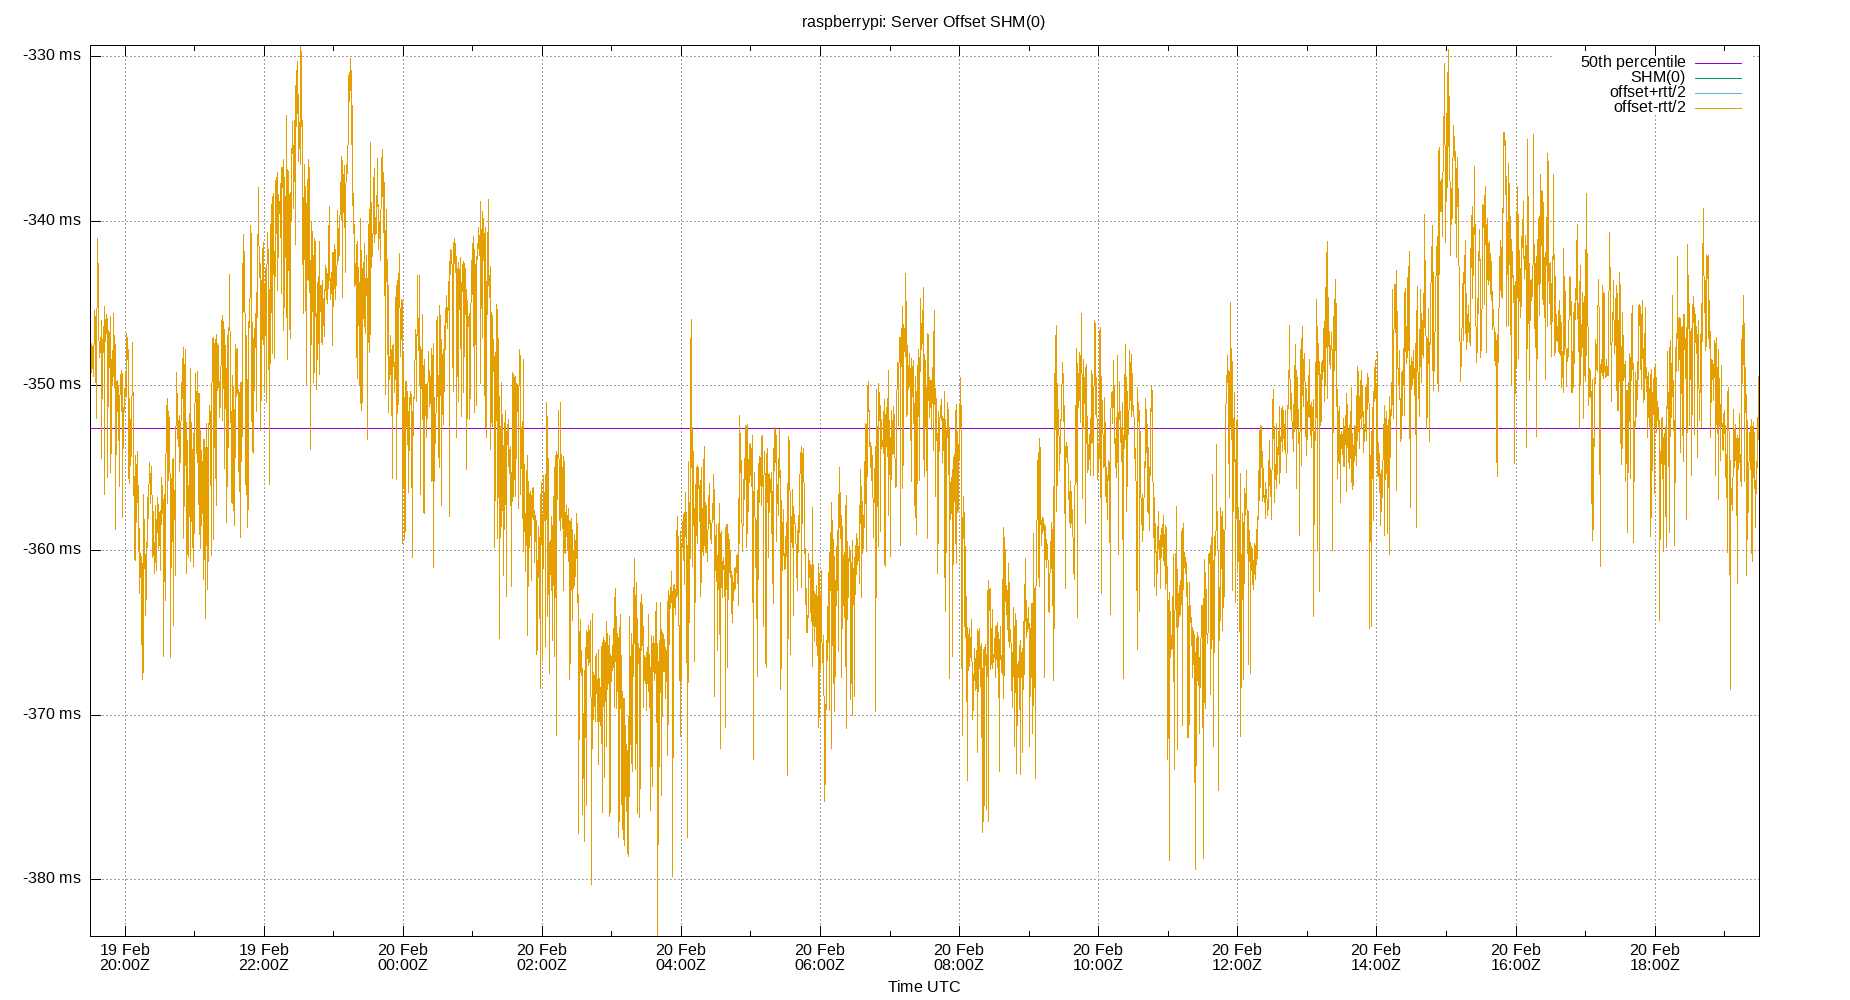 raspberrypi: Server Offset SHM(0)
-330 ms
-340 ms
-350 ms
-360 ms
-370 ms
-380 ms
50th percentile
SHM(0)
offset+rtt/2
offset-rtt/2
19 Feb 19 Feb 20 Feb 20 Feb 20 Feb 20 Feb 20 Feb 20 Feb 20 Feb 20 Feb 20 Feb 20 Feb
20:00Z 22:00Z 00:00Z 02:00Z 04:00Z 06:00Z 08:00Z 10:00Z 12:00Z 14:00Z 16:00Z 18:00Z
Time UTC